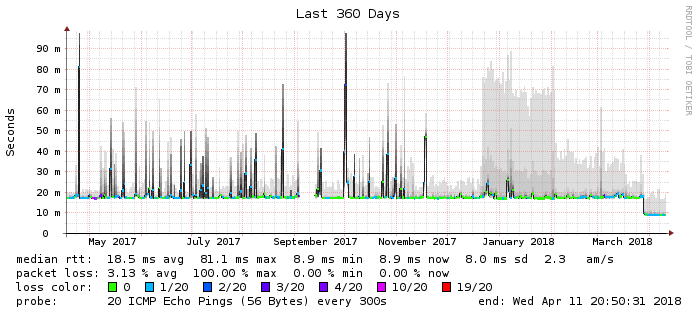 Last 360 Days
RRDTOOL / TOBI OETIKER
Seconds
90 m
80 m
70 m
60 m
50 m
40 m
30 m
20 m
10 m
0
May 2017 July 2017 September 2017 November 2017 January 2018 March 2018
median rtt: 18.5 ms avg 81.1 ms max 8.9 ms min 8.9 ms now 8.0 ms sd 2.3 am/s
packet loss: 3.13 % avg 100.00 % max 0.00 % min 0.00 % now
loss color: 0 1/20 2/20 3/20 4/20 10/20 19/20
probe: 20 ICMP Echo Pings (56 Bytes) every 300s end: Wed Apr 11 20:50:31 2018